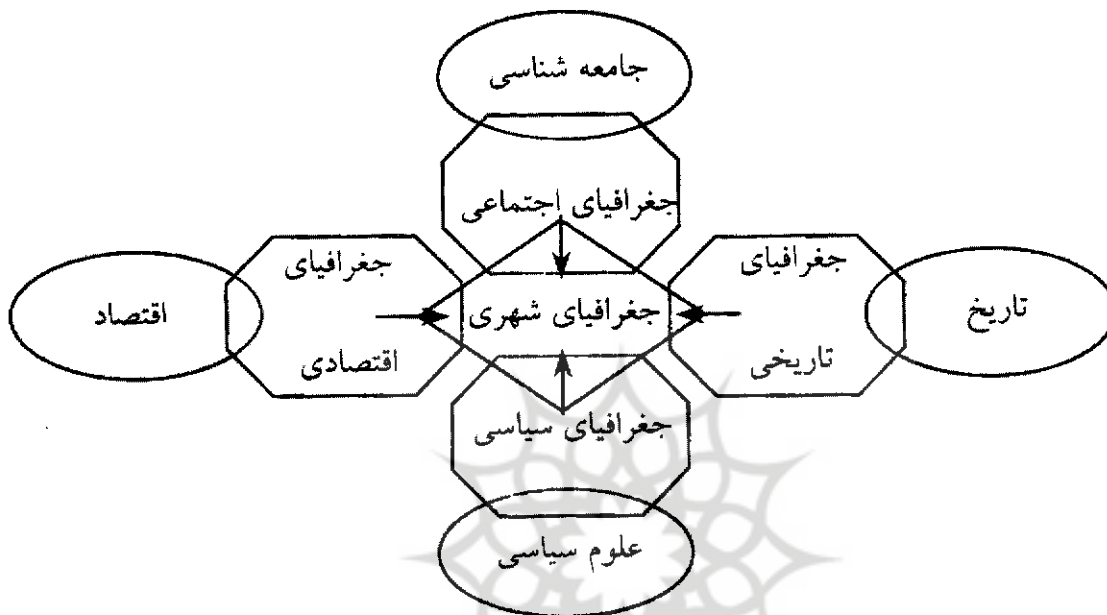 جامعه شناسی
جغرافیای اجتماعی
جغرافیای
تاریخی
تاریخ
جغرافیای شهری
جغرافیای
اقتصادی
اقتصاد
جغرافیای سیاسی
علوم سیاسی